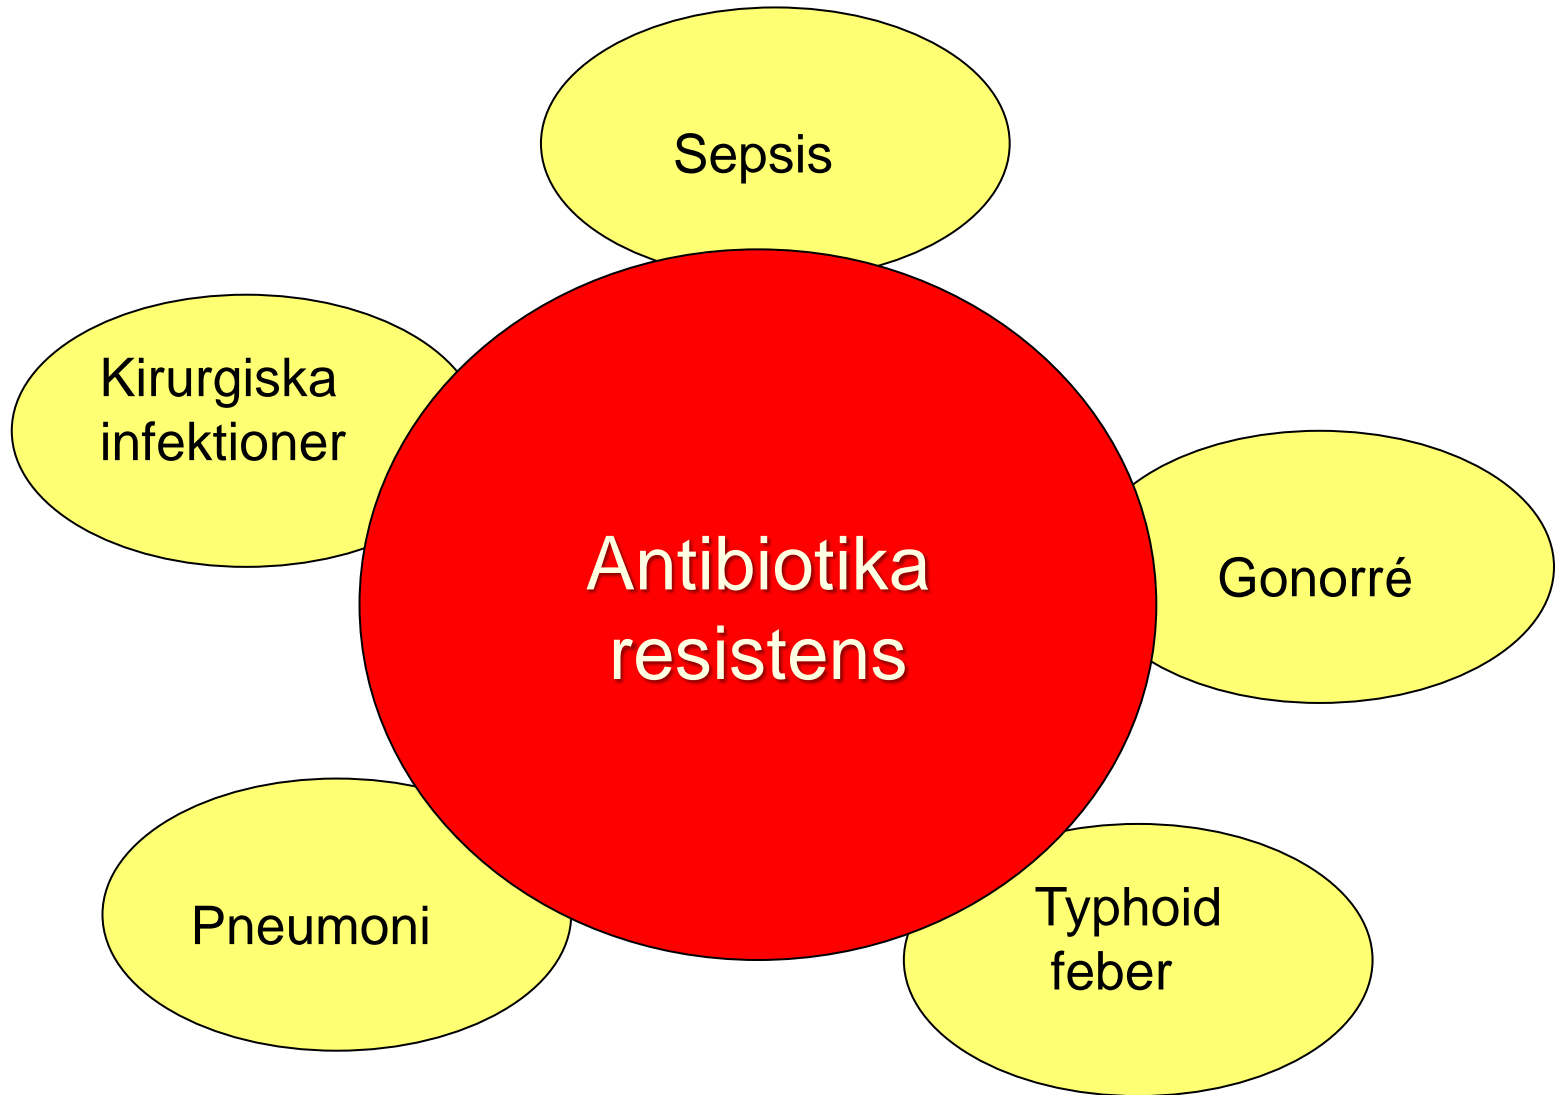 Sepsis
Kirurgiska
infektioner
Antibiotika
resistens
Gonorré
Pneumoni
Typhoid
feber